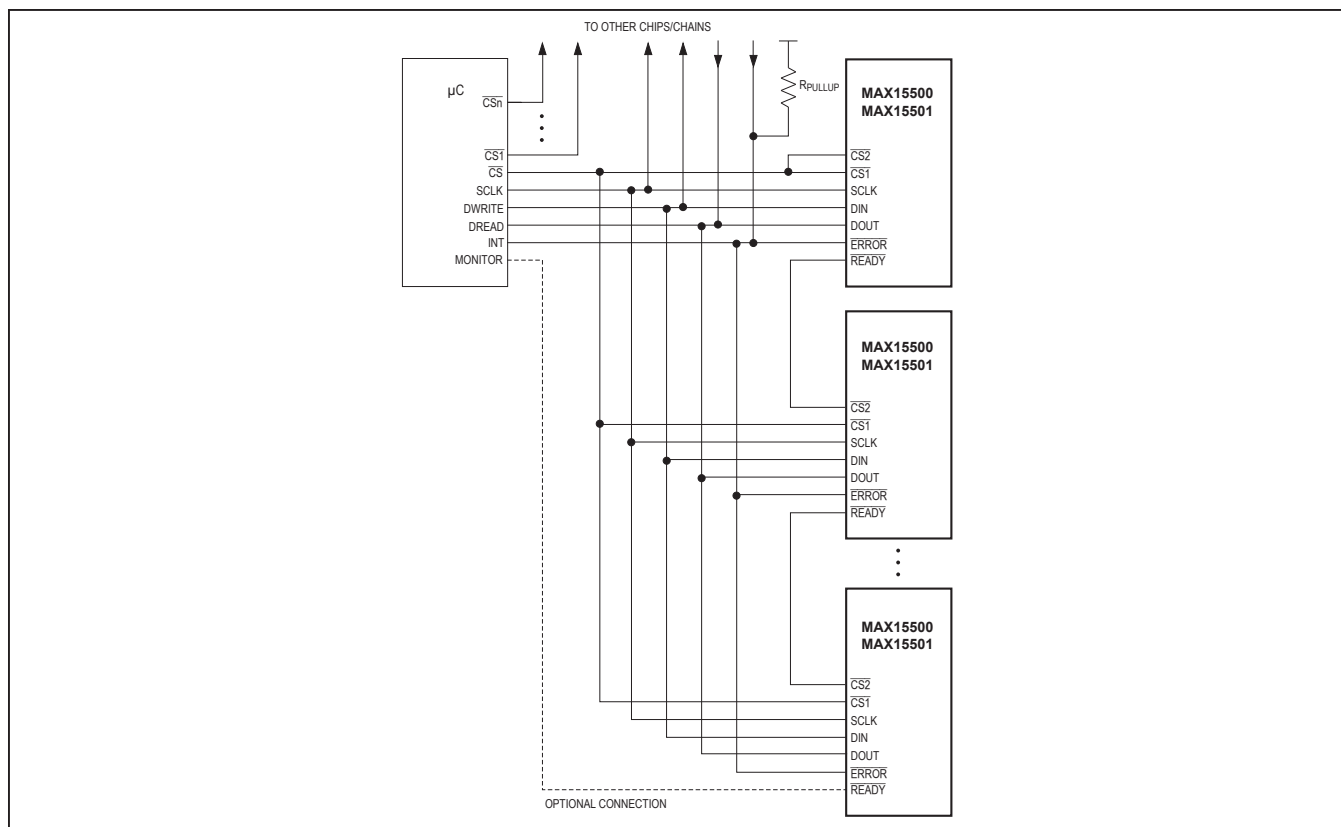 TO OTHER CHIPS/CHAINS
µC
CSn
CS1
CS
SCLK
DWRITE
DREAD
INT
MONITOR
RPULLUP
MAX15500
MAX15501
CS2
CS1
SCLK
DIN
DOUT
ERROR
READY
MAX15500
MAX15501
CS2
CS1
SCLK
DIN
DOUT
ERROR
READY
MAX15500
MAX15501
CS2
CS1
SCLK
DIN
DOUT
ERROR
READY
OPTIONAL CONNECTION